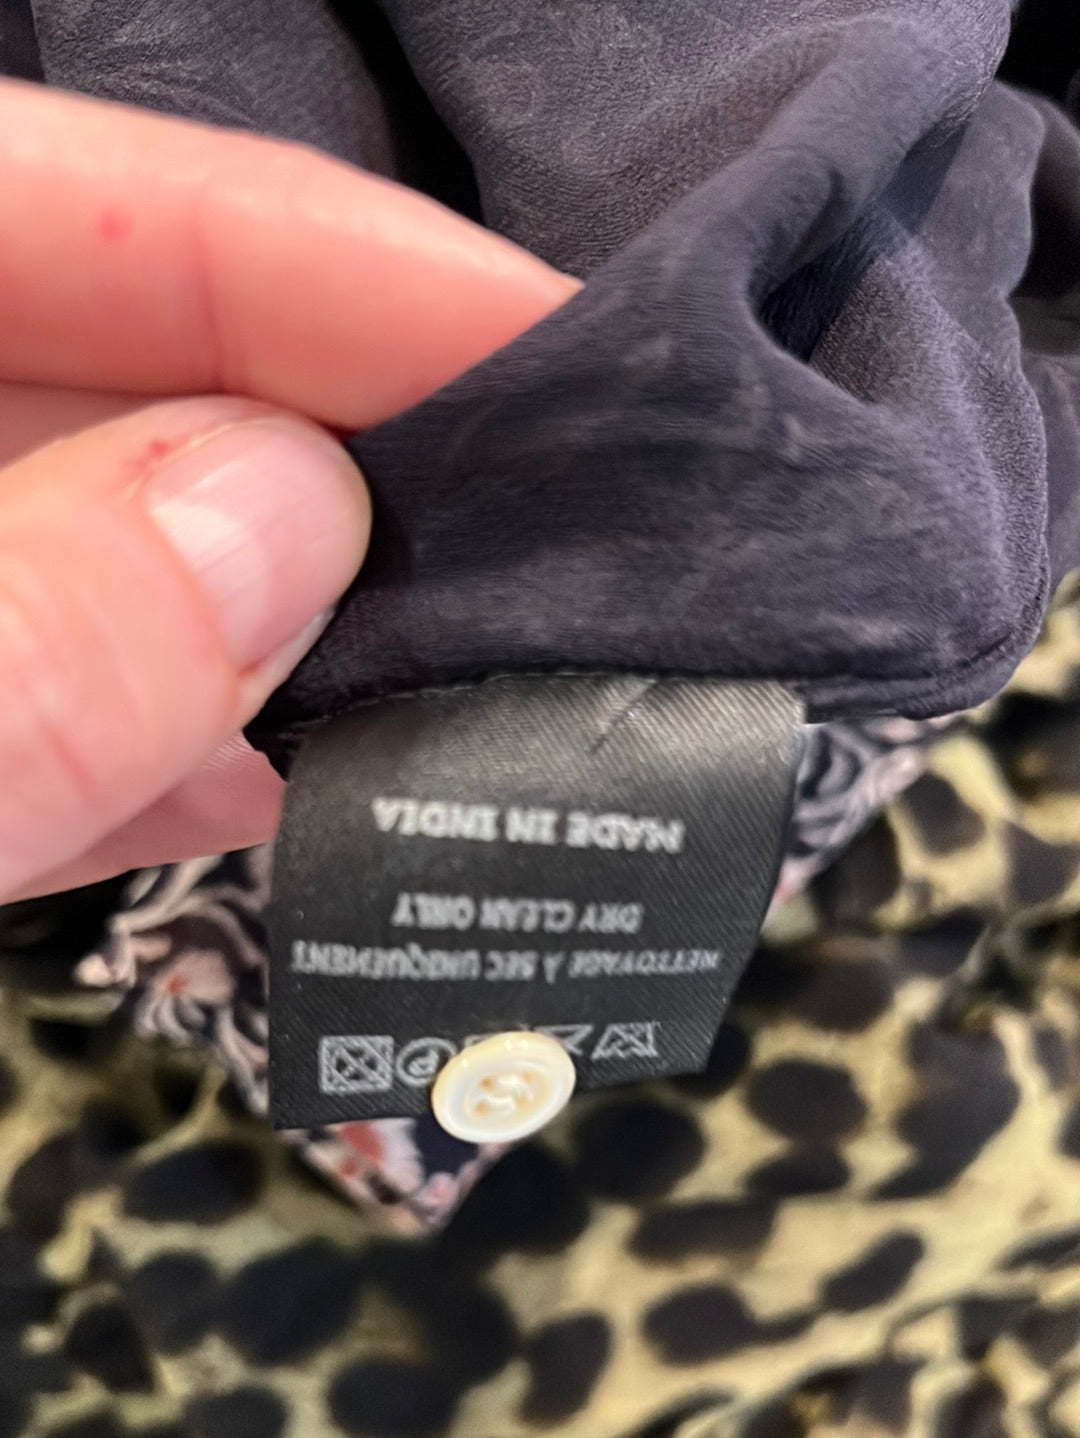 Ⓟ
NETTOYAGE À SEC UNIQUEMENT
DRY CLEAN ONLY
MADE IN INDIA